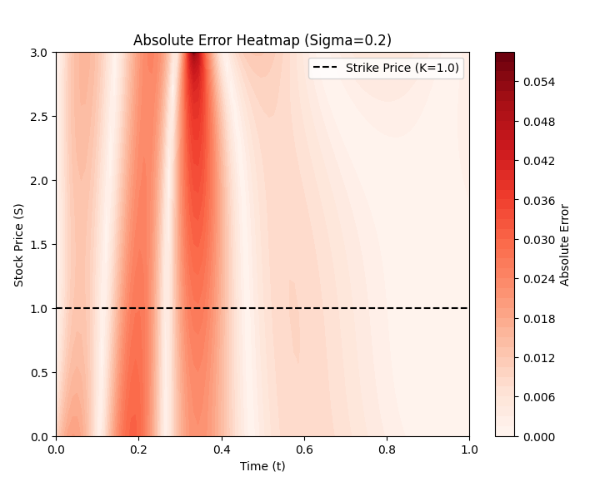 Absolute Error Heatmap (Sigma=0.2)
Strike Price (K=1.0)
Stock Price (S)
3.0
2.5
2.0
1.5
1.0
0.5
0.0
0.0 0.2 0.4 0.6 0.8 1.0
Time (t)
0.054
0.048
0.042
0.036
0.030
0.024
0.018
0.012
0.006
0.000
Absolute Error